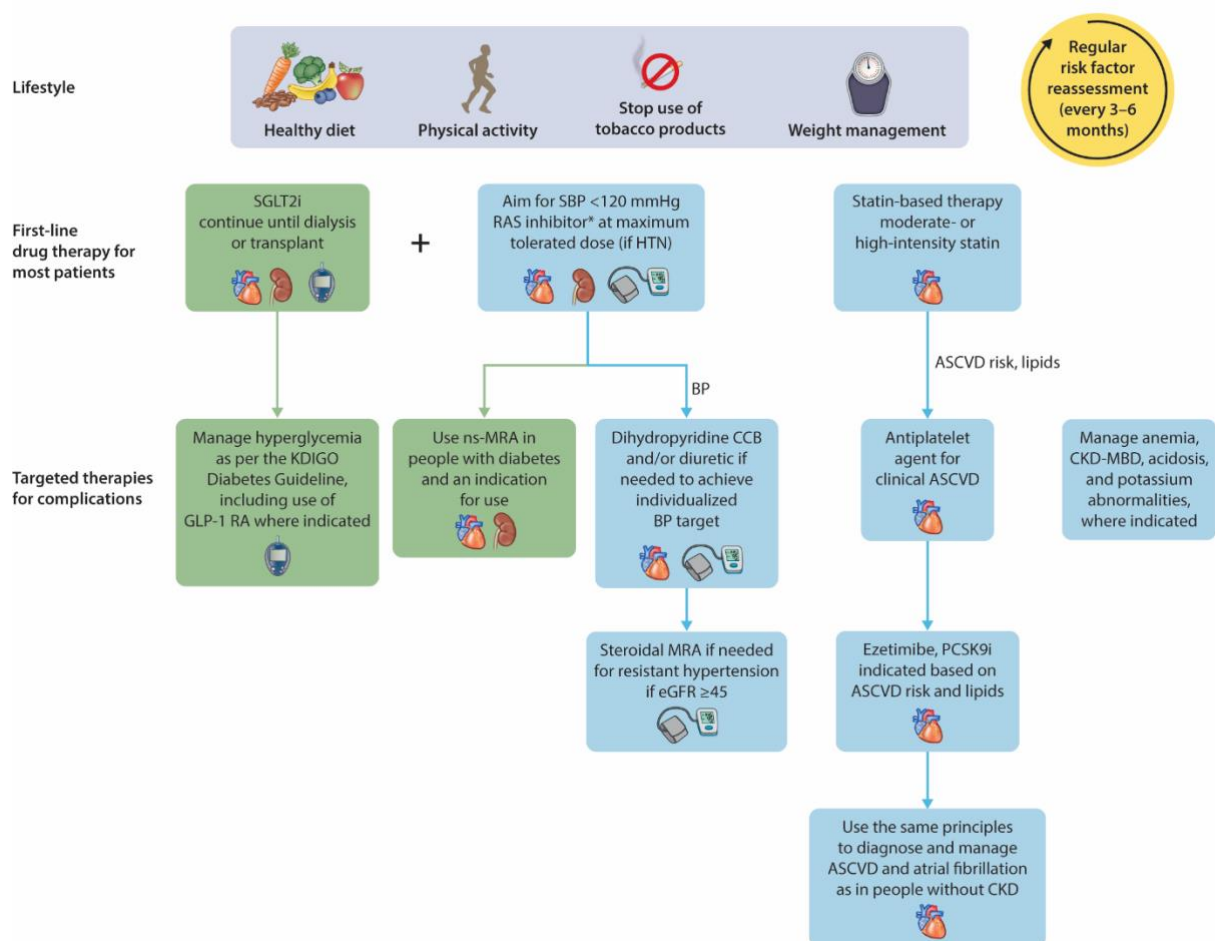 Lifestyle
Healthy diet
Physical activity
Stop use of
tobacco products
Weight management
Regular
risk factor
reassessment
(every 3–6
months)
First-line
drug therapy for
most patients
SGLT2i
continue until dialysis
or transplant
+
Aim for SBP <120 mmHg
RAS inhibitor* at maximum
tolerated dose (if HTN)
Statin-based therapy
moderate- or
high-intensity statin
ASCVD risk, lipids
BP
Targeted therapies
for complications
Manage hyperglycemia
as per the KDIGO
Diabetes Guideline,
including use of
GLP-1 RA where indicated
Use ns-MRA in
people with diabetes
and an indication
for use
Dihydropyridine CCB
and/or diuretic if
needed to achieve
individualized
BP target
Antiplatelet
agent for
clinical ASCVD
Manage anemia,
CKD-MBD, acidosis,
and potassium
abnormalities,
where indicated
Steroidal MRA if needed
for resistant hypertension
if eGFR ≥45
Ezetimibe, PCSK9i
indicated based on
ASCVD risk and lipids
Use the same principles
to diagnose and manage
ASCVD and atrial fibrillation
as in people without CKD